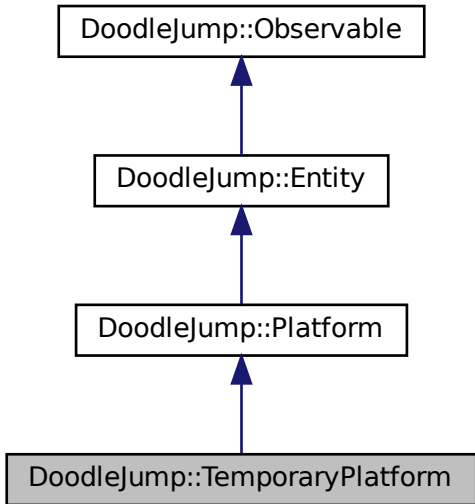 DoodleJump::Observable
DoodleJump::Entity
DoodleJump::Platform
DoodleJump::TemporaryPlatform